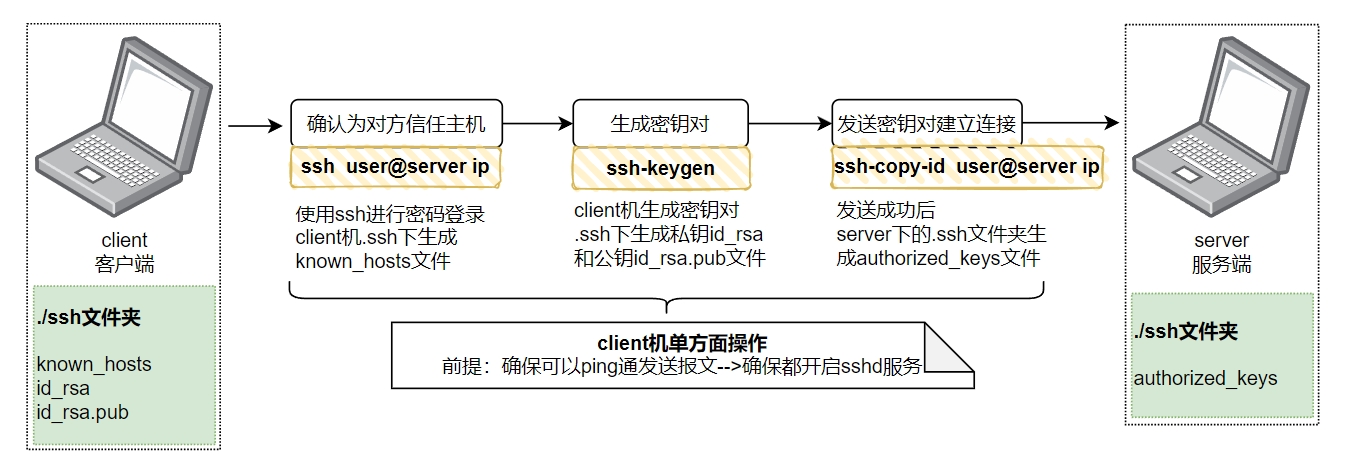 client
客户端
./ssh文件夹
known_hosts
id_rsa
id_rsa.pub
确认为对方信任主机
ssh  user@server ip
使用ssh进行密码登录
client机.ssh下生成
known_hosts文件
生成密钥对
ssh-keygen
client机生成密钥对
.ssh下生成私钥id_rsa
和公钥id_rsa.pub文件
发送密钥对建立连接
ssh-copy-id  user@server ip
发送成功后
server下的.ssh文件夹生
成authorized_keys文件
client机单方面操作
前提：确保可以ping通发送报文-->确保都开启sshd服务
server
服务端
./ssh文件夹
authorized_keys